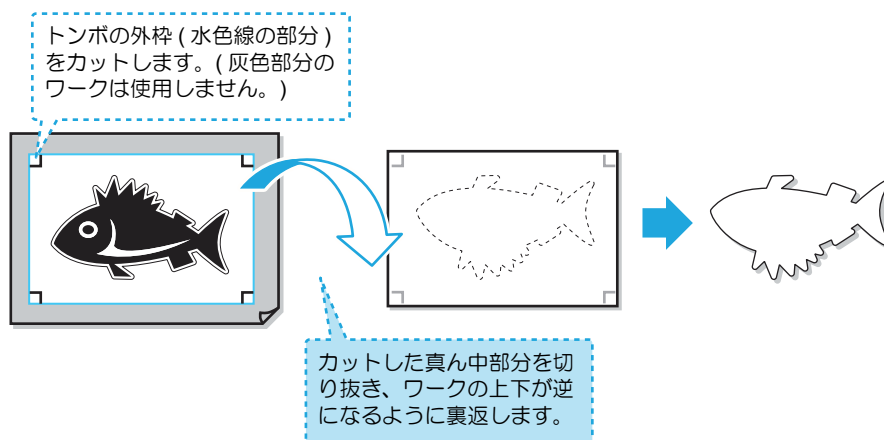 トンボの外枠 ( 水色線の部分 )
をカットします。( 灰色部分の
ワークは使用しません。)
カットした真ん中部分を切
り抜き、ワークの上下が逆
になるように裏返します。